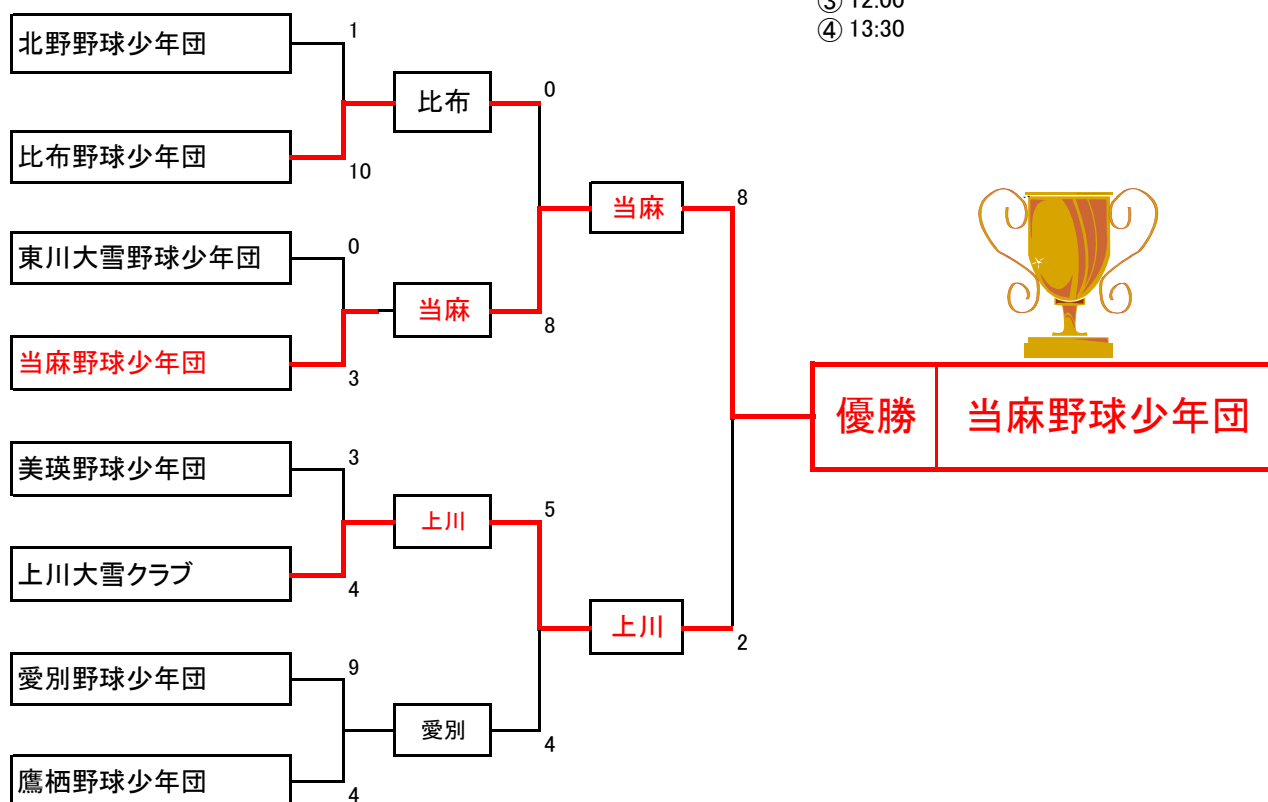 ③ 12:00
④ 13:30
北野野球少年団
1
比布
0
比布野球少年団
10
当麻
8
東川大雪野球少年団
0
当麻
8
当麻野球少年団
3
優勝
当麻野球少年団
美瑛野球少年団
3
上川
5
上川大雪クラブ
4
上川
2
愛別野球少年団
9
愛別
4
鷹栖野球少年団
4